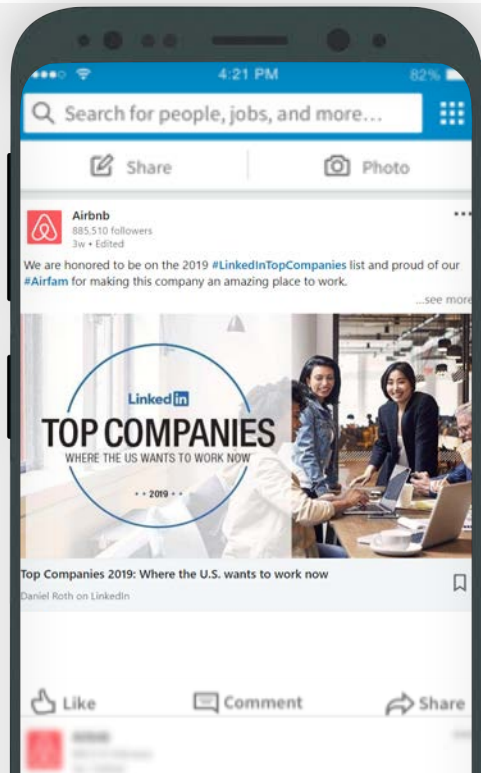 4:21 PM
82%
Search for people, jobs, and more...
Share
Photo
Airbnb
885,510 followers
3w • Edited
We are honored to be on the 2019 #LinkedInTopCompanies list and proud of our
#Airfam for making this company an amazing place to work.
...see more
Linked in
TOP COMPANIES
WHERE THE US WANTS TO WORK NOW
• • 2019 • •
Top Companies 2019: Where the U.S. wants to work now
Daniel Roth on LinkedIn
Like
Comment
Share